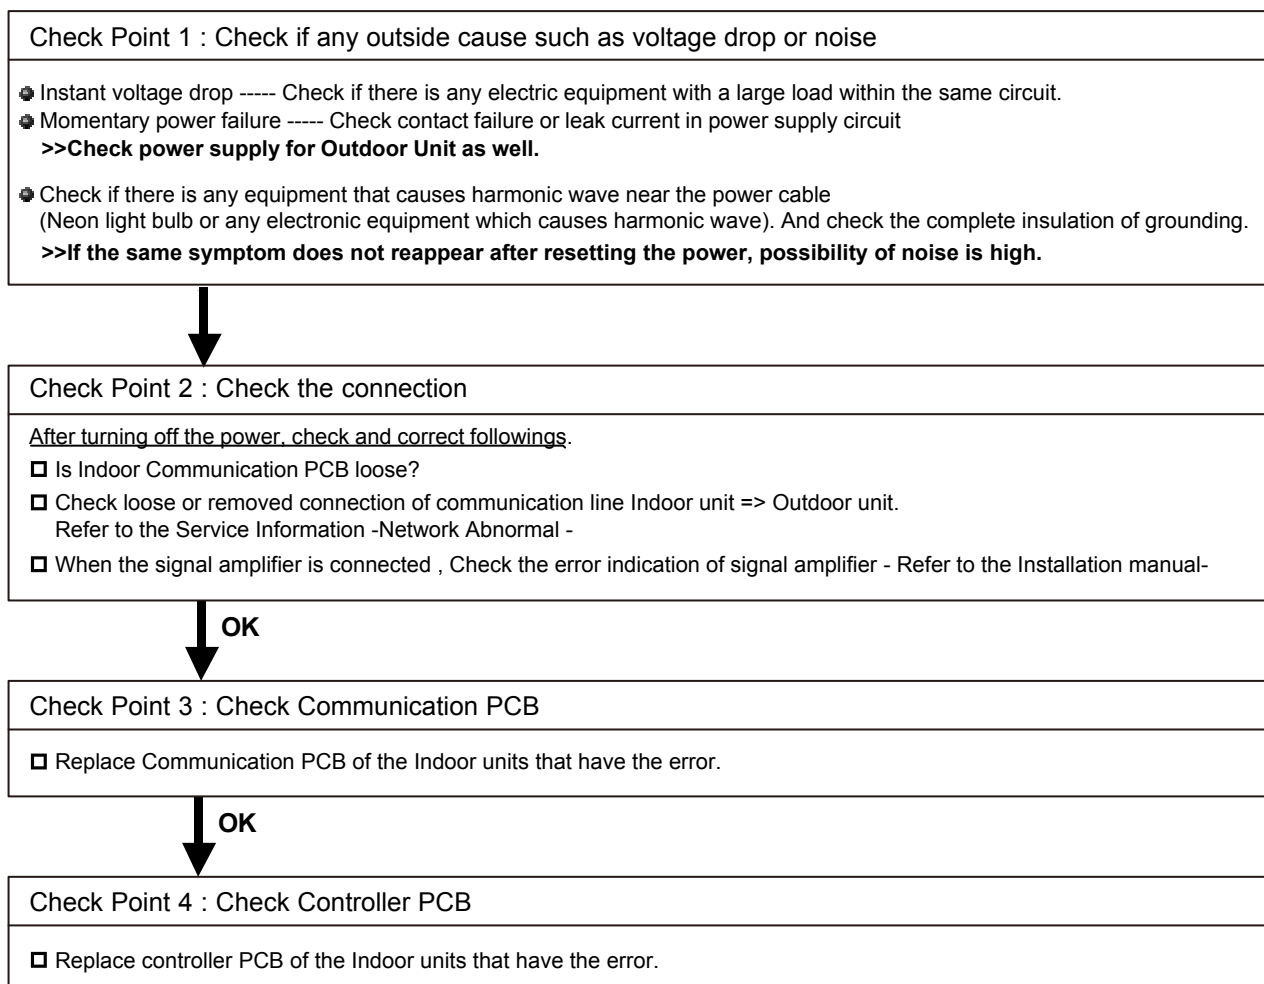 Check Point 1 : Check if any outside cause such as voltage drop or noise
Instant voltage drop ----- Check if there is any electric equipment with a large load within the same circuit.
Momentary power failure ----- Check contact failure or leak current in power supply circuit
>>Check power supply for Outdoor Unit as well.
Check if there is any equipment that causes harmonic wave near the power cable
(Neon light bulb or any electronic equipment which causes harmonic wave). And check the complete insulation of grounding.
>>If the same symptom does not reappear after resetting the power, possibility of noise is high.
Check Point 2 : Check the connection
After turning off the power, check and correct followings.
Is Indoor Communication PCB loose?
Check loose or removed connection of communication line Indoor unit => Outdoor unit.
Refer to the Service Information -Network Abnormal -
When the signal amplifier is connected , Check the error indication of signal amplifier - Refer to the Installation manual-
OK
Check Point 3 : Check Communication PCB
Replace Communication PCB of the Indoor units that have the error.
OK
Check Point 4 : Check Controller PCB
Replace controller PCB of the Indoor units that have the error.